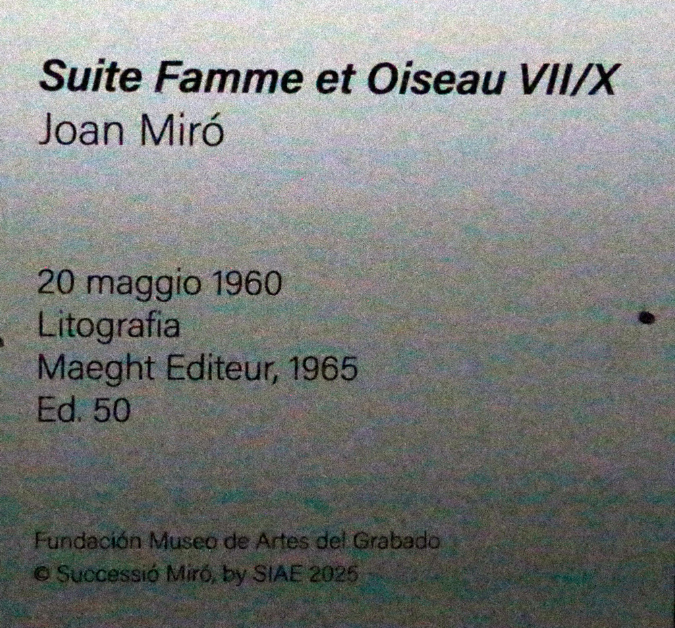 Suite Famme et Oiseau VII/X
Joan Miró
20 maggio 1960
Litografia
Maeght Editeur, 1965
Ed. 50
Fundación Museo de Artes del Grabado
© Successió Miró, by SIAE 2025